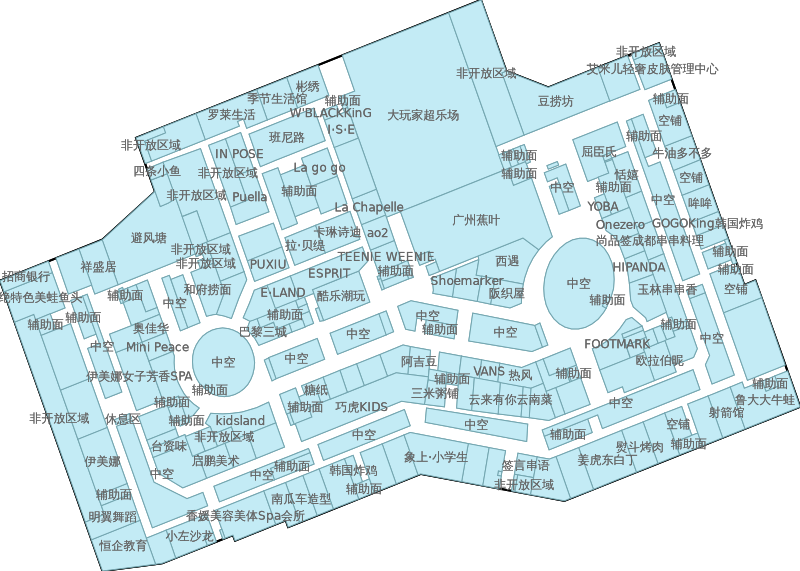 非开放区域
艾米儿轻奢皮肤管理中心
非开放区域
彬绣
季节生活馆
辅助面
豆捞坊
辅助面
罗莱生活
W'BLACKKinG
大玩家超乐场
空铺
I·S·E
班尼路
辅助面
非开放区域
IN POSE
辅助面
屈臣氏
牛油多不多
四条小鱼
非开放区域
La go go
辅助面
恬嬉
空铺
非开放区域
Puella
辅助面
中空
辅助面
中空
哞哞
La Chapelle
YOBA
广州蕉叶
Onezero
GOGOKing韩国炸鸡
避风塘
卡琳诗迪
ao2
尚品签成都串串料理
非开放区域
拉·贝缇
辅助面
祥盛居
非开放区域
PUXIU
TEENIE WEENIE
西遇
HIPANDA
辅助面
招商银行
ESPRIT
辅助面
Shoemarker
中空
玉林串串香
空铺
绝特色美蛙鱼头
辅助面
和府捞面
E·LAND
酷乐潮玩
阪织屋
辅助面
中空
辅助面
辅助面
辅助面
中空
辅助面
奥佳华
巴黎三城
中空
辅助面
中空
中空
中空
Mini Peace
FOOTMARK
中空
中空
阿吉豆
欧拉伯昵
伊美娜女子芳香SPA
VANS
热风
辅助面
辅助面
辅助面
糖纸
三米粥铺
云来有你云南菜
辅助面
辅助面
辅助面
巧虎KIDS
中空
鲁大大牛蛙
非开放区域
休息区
辅助面
kidsland
射箭馆
中空
空铺
非开放区域
中空
辅助面
台资味
熨斗烤肉
辅助面
伊美娜
启鹏美术
象上·小学生
姜虎东白丁
中空
中空
辅助面
韩国炸鸡
签言串语
辅助面
南瓜车造型
辅助面
非开放区域
明翼舞蹈
香媛美容美体Spa会所
恒企教育
小左沙龙